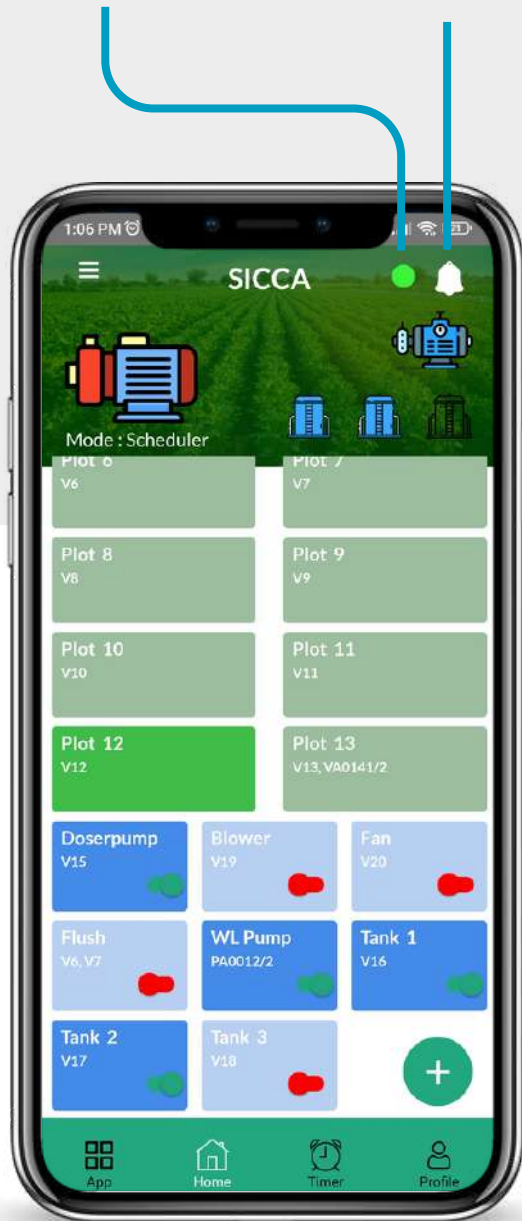 1:06 PM
21
SICCA
Mode : Scheduler
Plot 6
Plot 7
V6
V7
Plot 8
Plot 9
V8
V9
Plot 10
Plot 11
V10
V11
Plot 12
Plot 13
V12
V13, VA0141/2
Doserpump
Blower
Fan
V15
V19
V20
Flush
WL Pump
Tank 1
V6, V7
PA0012/2
V16
Tank 2
Tank 3
V17
V18
+
App
Home
Timer
Profile